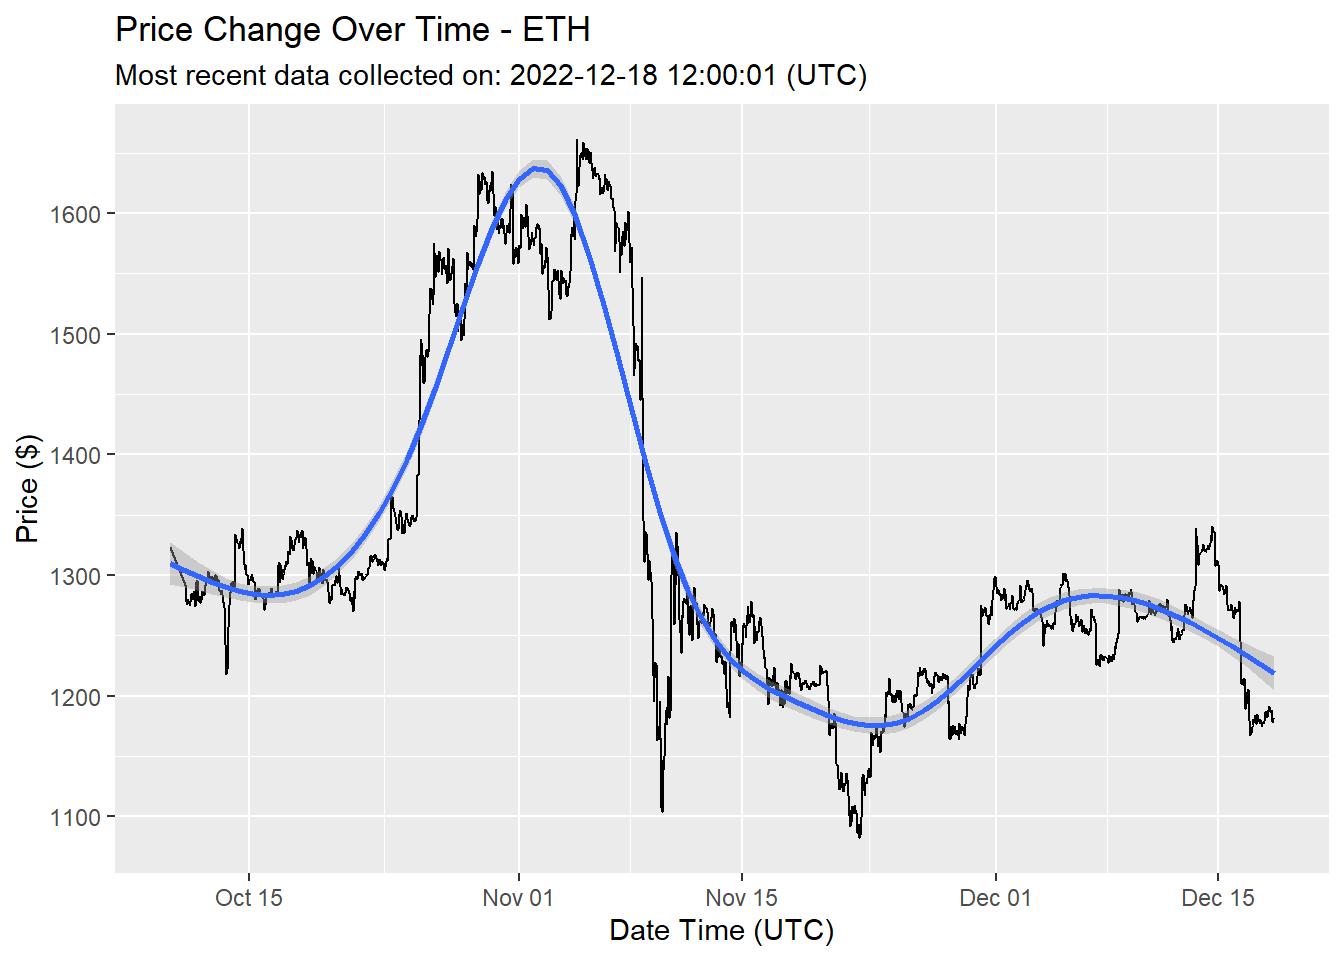 Price Change Over Time - ETH
Most recent data collected on: 2022-12-18 12:00:01 (UTC)
Price ($)
1600
1500
1400
1300
1200
1100
Oct 15
Nov 01
Nov 15
Dec 01
Dec 15
Date Time (UTC)